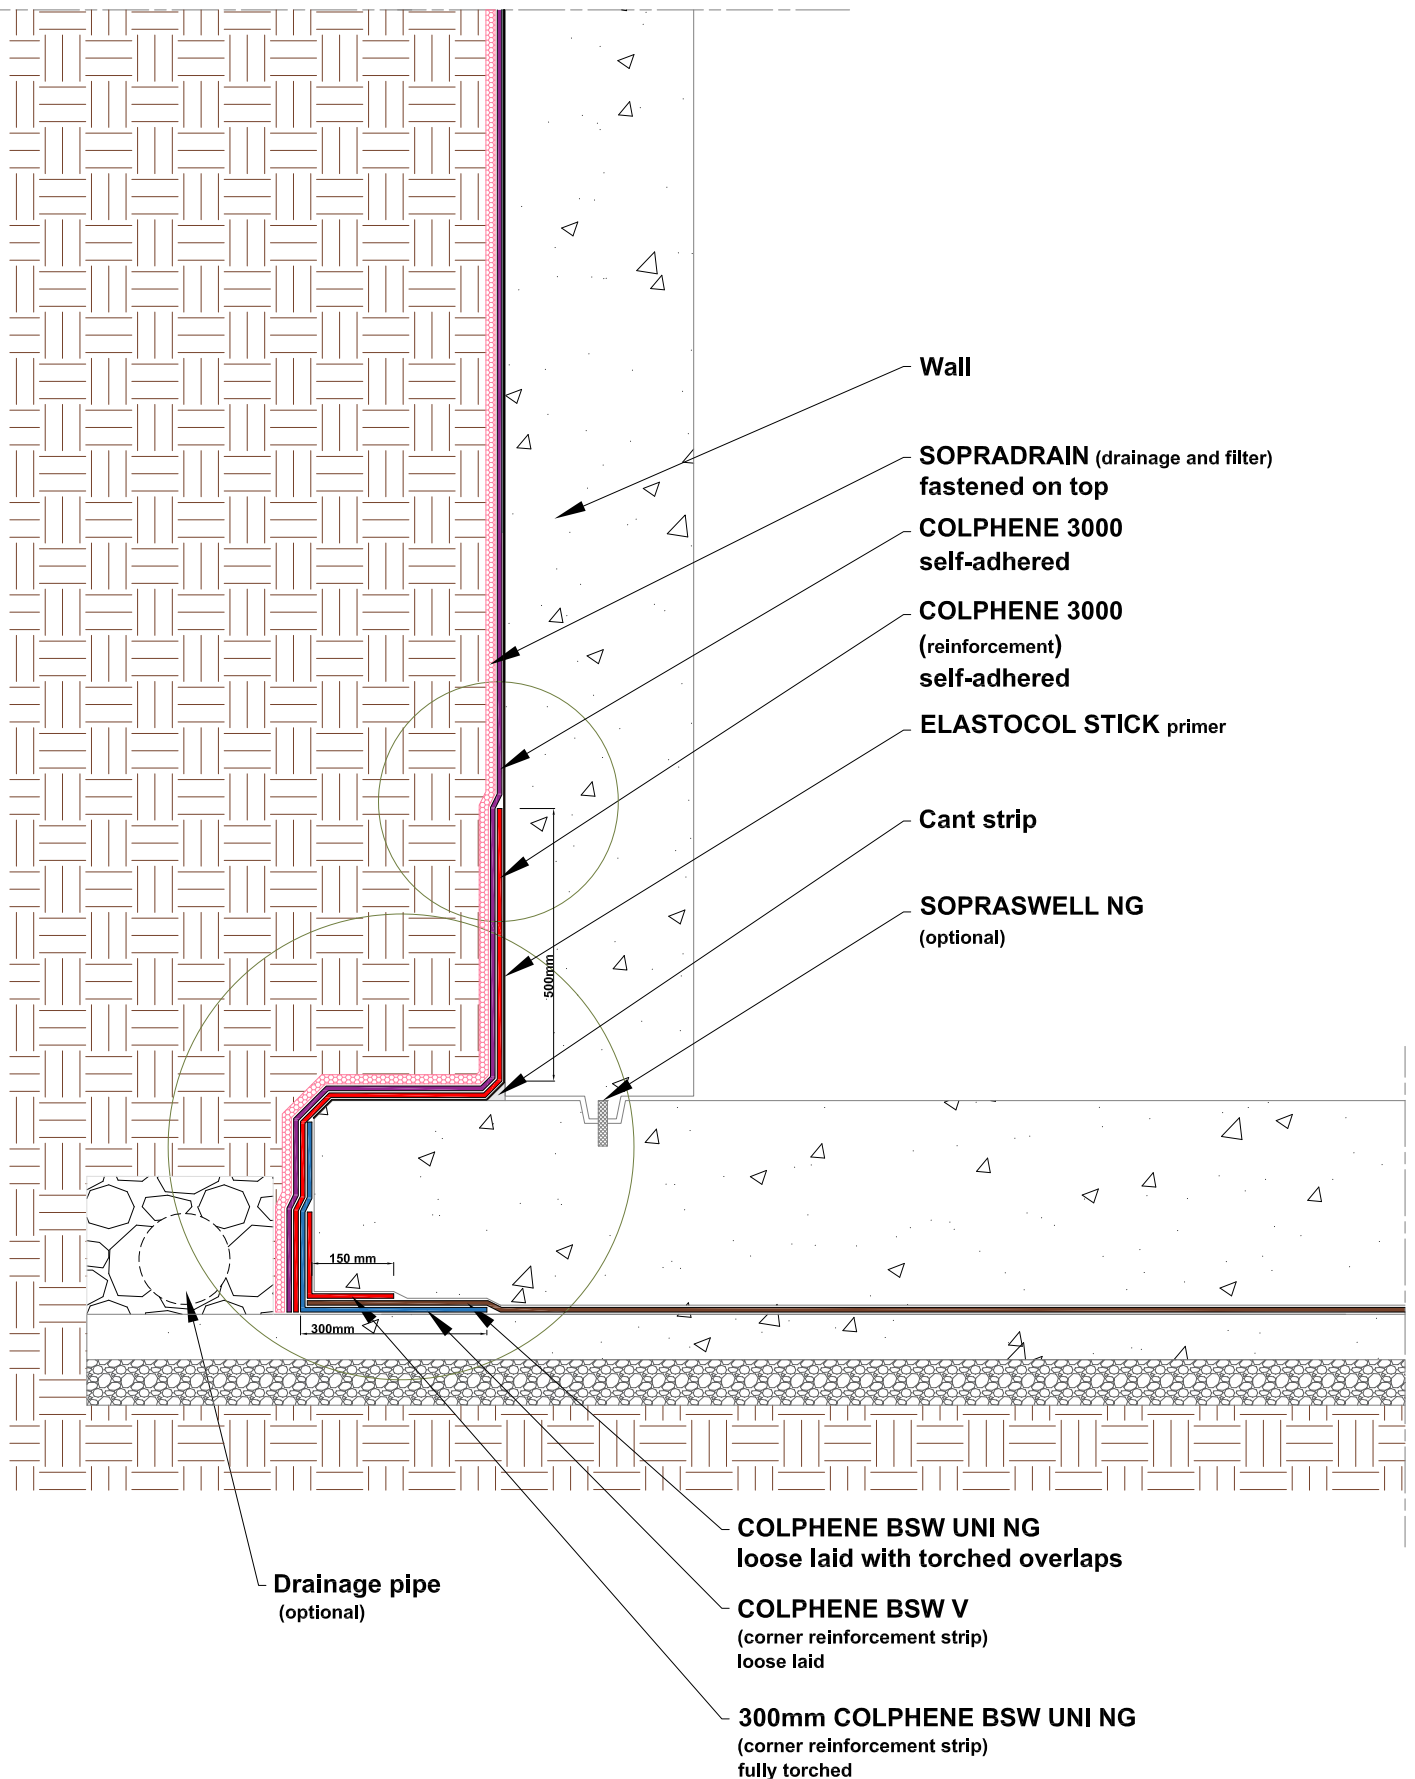 Wall
SOPRADRAIN (drainage and filter)
fastened on top
COLPHENE 3000
self-adhered
COLPHENE 3000
(reinforcement)
self-adhered
ELASTOCOL STICK primer
Cant strip
SOPRASWELL NG
(optional)
500mm
150 mm
300mm
COLPHENE BSW UNI NG
loose laid with torched overlaps
Drainage pipe
(optional)
COLPHENE BSW V
(corner reinforcement strip)
loose laid
300mm COLPHENE BSW UNI NG
(corner reinforcement strip)
fully torched